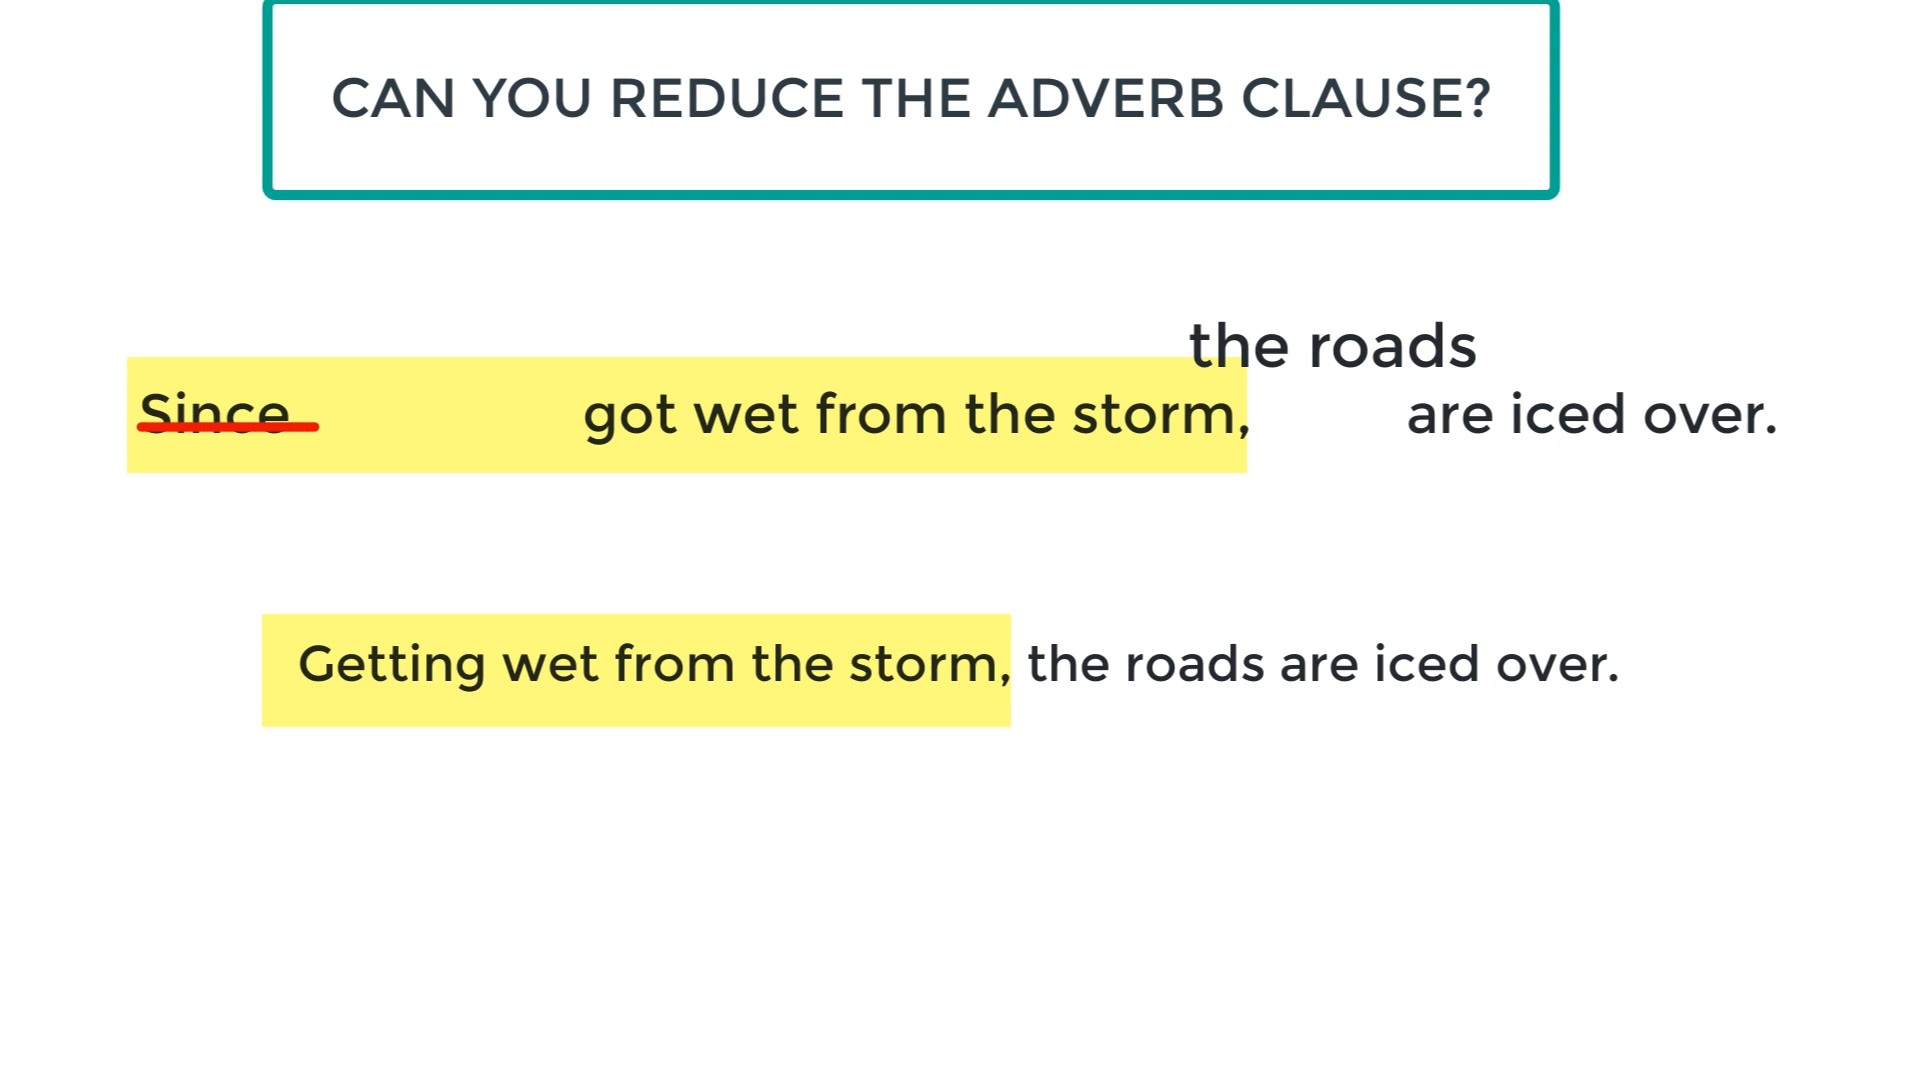 CAN YOU REDUCE THE ADVERB CLAUSE?
the roads
Since got wet from the storm, are iced over.
Getting wet from the storm, the roads are iced over.